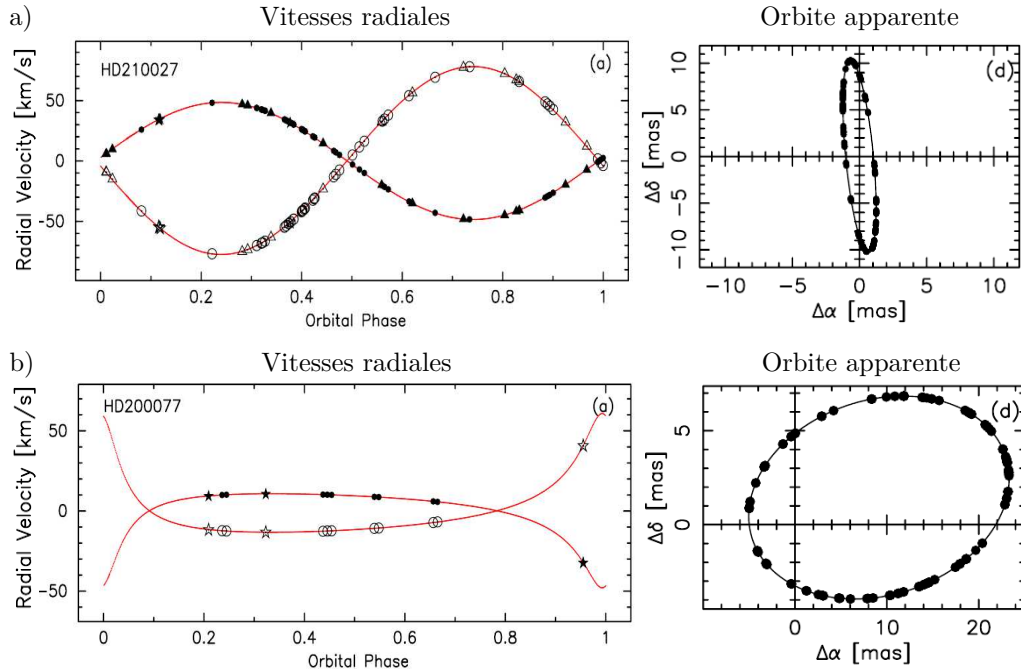 a) Vitesses radiales Orbite apparente
HD210027 (a)
Radial Velocity [km/s]
50
0
-50
0 0.2 0.4 0.6 0.8 1
Orbital Phase
(d)
Δδ [mas]
10
5
0
-5
-10
-10 -5 0 5 10
Δα [mas]
b) Vitesses radiales Orbite apparente
HD200077 (a)
Radial Velocity [km/s]
50
0
-50
0 0.2 0.4 0.6 0.8 1
Orbital Phase
(d)
Δδ [mas]
5
0
0 10 20
Δα [mas]